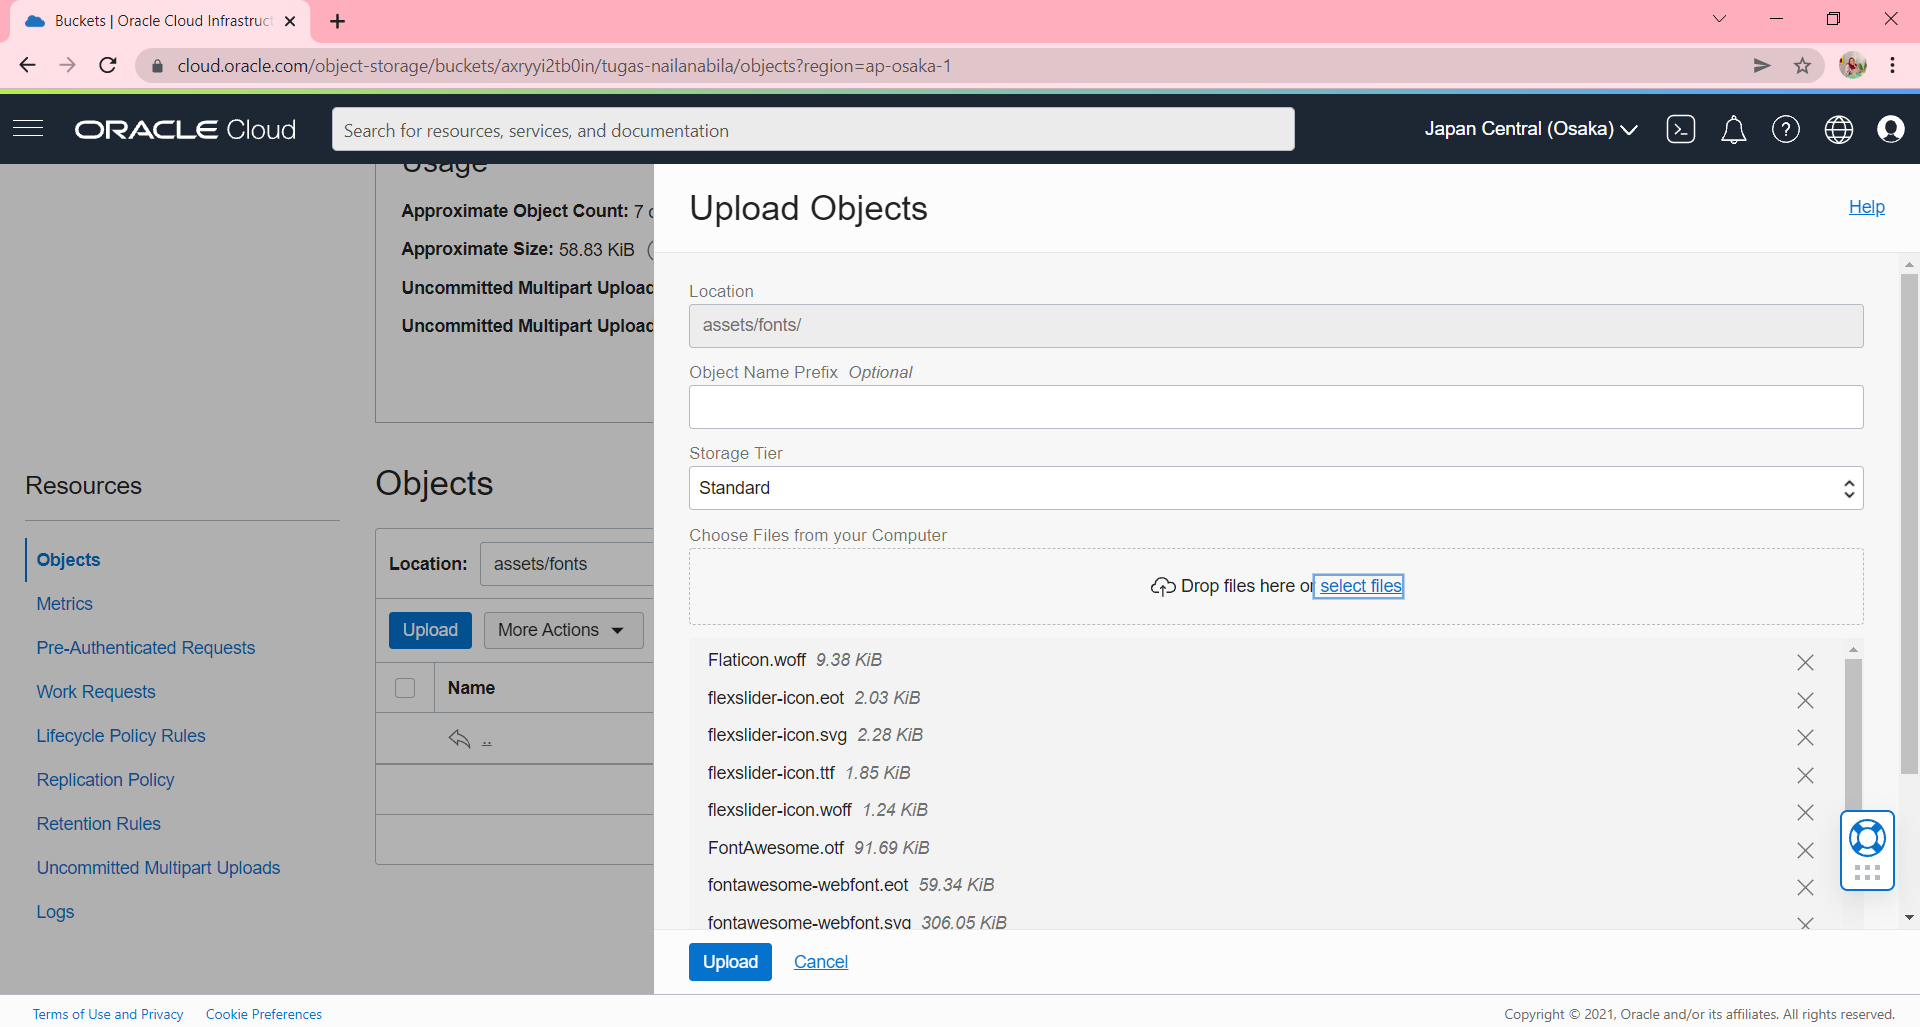 Buckets | Oracle Cloud Infrastruct
cloud.oracle.com/object-storage/buckets/axryyi2tb0in/tugas-nailanabila/objects?region=ap-osaka-1
ORACLE Cloud
Search for resources, services, and documentation
Japan Central (Osaka)
Usage
Approximate Object Count: 7
Approximate Size: 58.83 KiB
Uncommitted Multipart Upload
Uncommitted Multipart Upload
Resources
Objects
Metrics
Pre-Authenticated Requests
Work Requests
Lifecycle Policy Rules
Replication Policy
Retention Rules
Uncommitted Multipart Uploads
Logs
Objects
Location: assets/fonts
Upload More Actions
Name
..
Upload Objects
Help
Location
assets/fonts/
Object Name Prefix Optional
Storage Tier
Standard
Choose Files from your Computer
Drop files here or select files
Flaticon.woff 9.38 KiB
flexslider-icon.eot 2.03 KiB
flexslider-icon.svg 2.28 KiB
flexslider-icon.ttf 1.85 KiB
flexslider-icon.woff 1.24 KiB
FontAwesome.otf 91.69 KiB
fontawesome-webfont.eot 59.34 KiB
fontawesome-webfont.svg 306.05 KiB
Upload Cancel
Terms of Use and Privacy Cookie Preferences
Copyright © 2021, Oracle and/or its affiliates. All rights reserved.